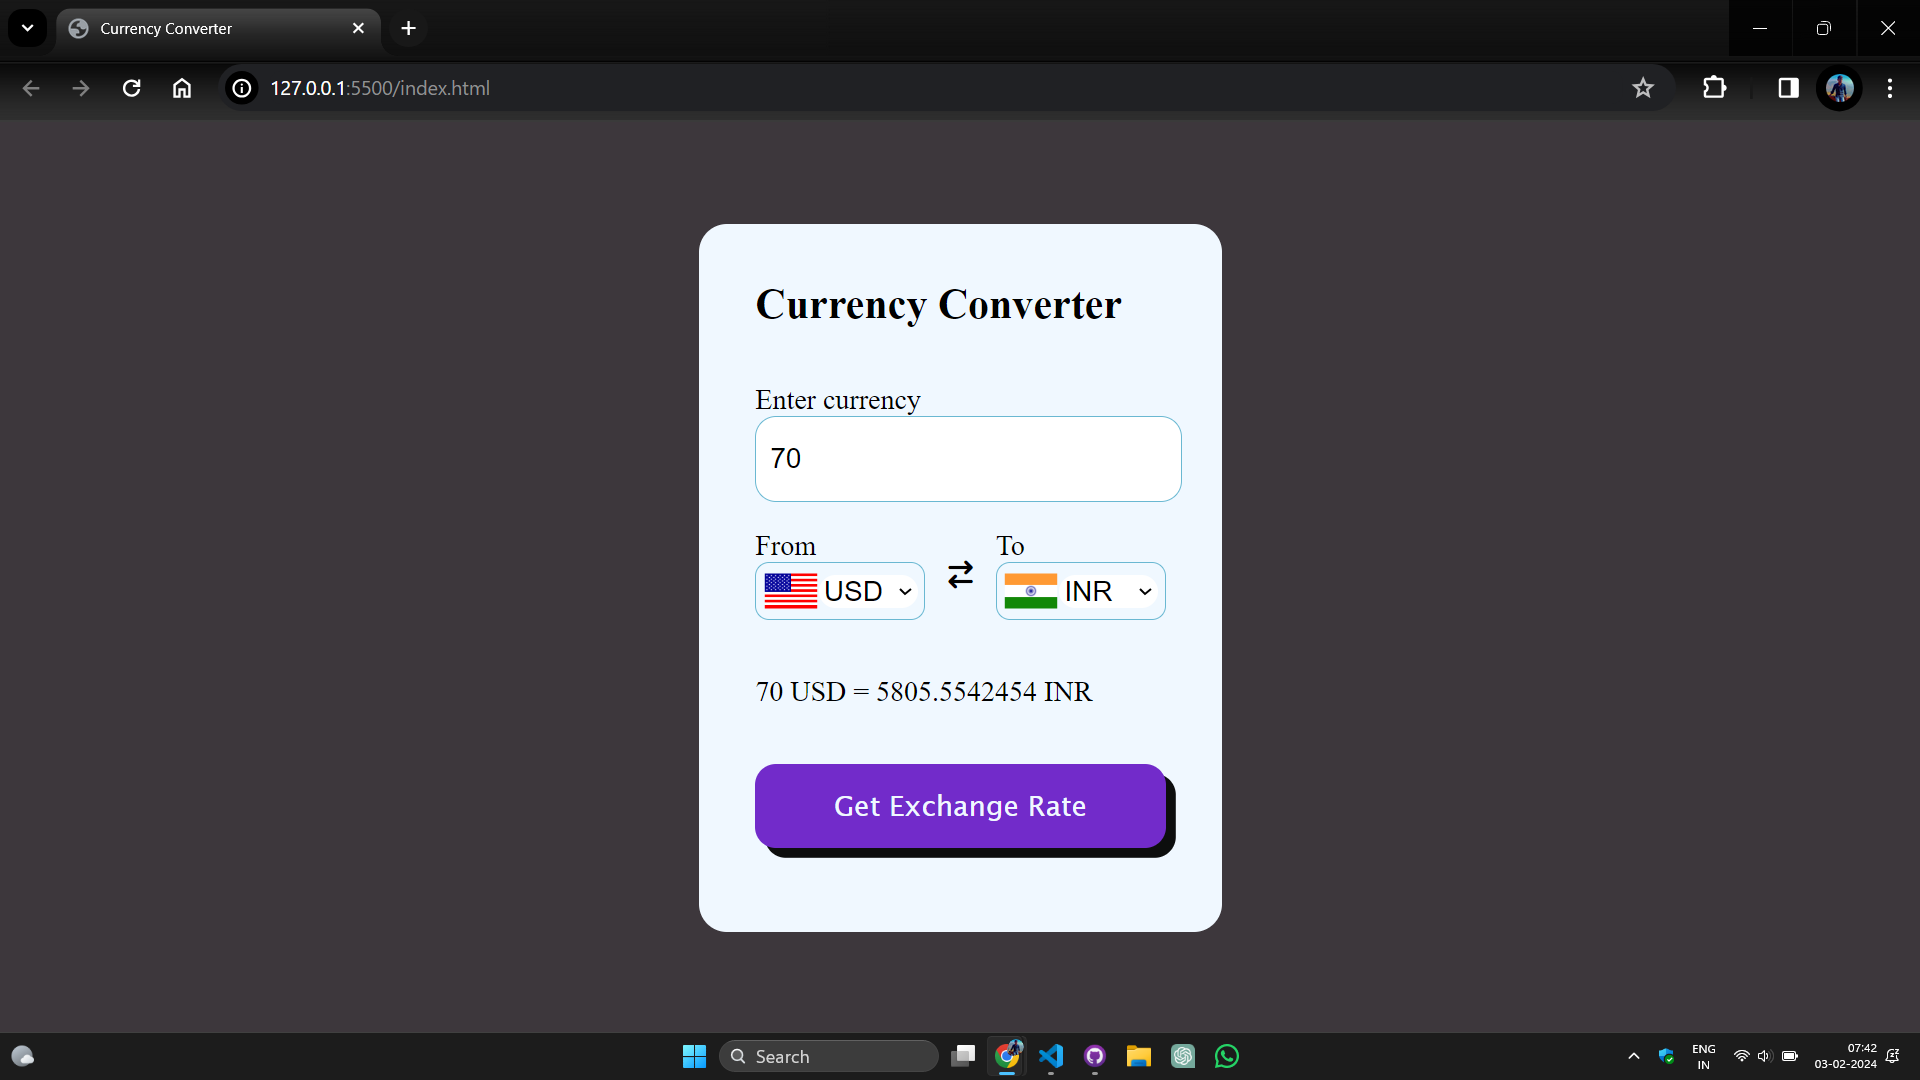 Currency Converter
127.0.0.1:5500/index.html
Currency Converter
Enter currency
70
From To
USD INR
70 USD = 5805.5542454 INR
Get Exchange Rate
Search
ENG
IN
07:42
03-02-2024